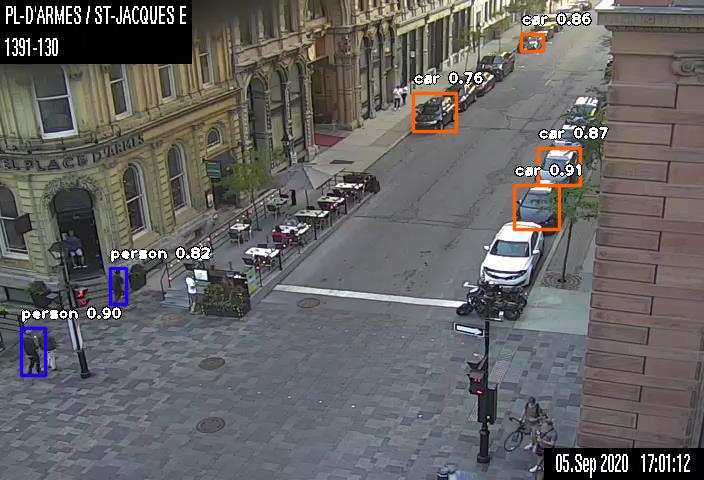 PL-D'ARMES / ST-JACQUES E
1391-130
car 0.86
car 0.76
car 0.87
car 0.91
HOTEL PLACE D'ARMES
person 0.82
person 0.90
05.Sep 2020 17:01:12